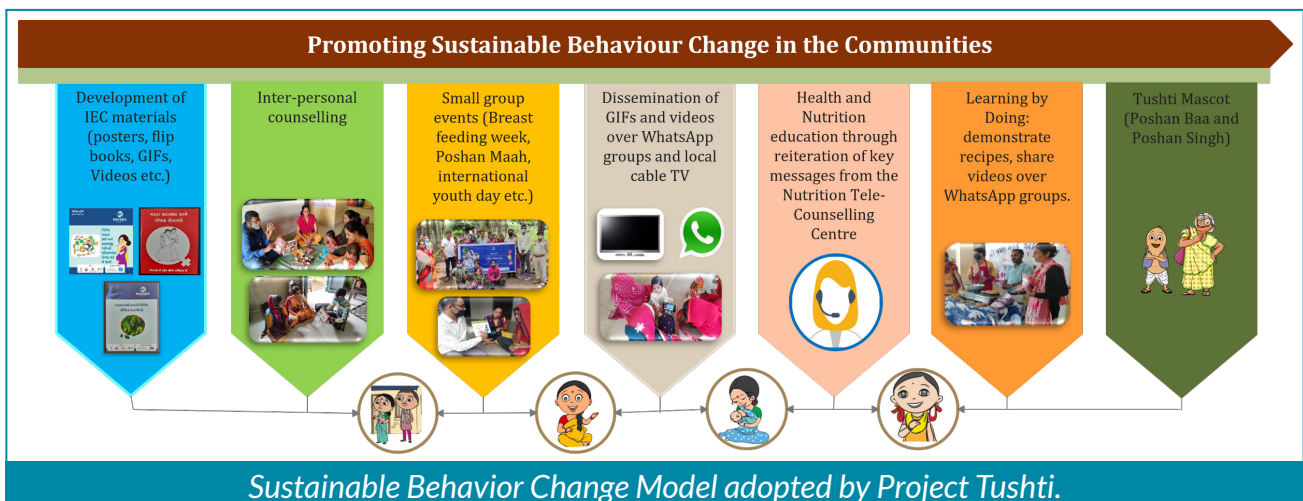 Promoting Sustainable Behaviour Change in the Communities
Development of
IEC materials
(posters, flip
books, GIFs,
Videos etc.)
Inter-personal
counselling
Small group
events (Breast
feeding week,
Poshan Maah,
international
youth day etc.)
Dissemination of
GIFs and videos
over WhatsApp
groups and local
cable TV
Health and
Nutrition
education through
reiteration of key
messages from the
Nutrition Tele-
Counselling
Centre
Learning by
Doing:
demonstrate
recipes, share
videos over
WhatsApp groups.
Tushti Mascot
(Poshan Baa and
Poshan Singh)
Sustainable Behavior Change Model adopted by Project Tushti.